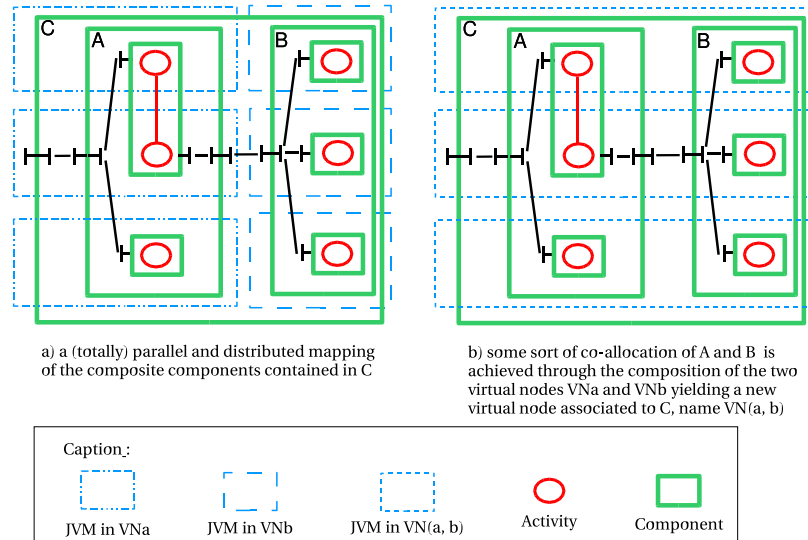 C
A
B
C
A
B
a) a (totally) parallel and distributed mapping
of the composite components contained in C
b) some sort of co-allocation of A and B is
achieved through the composition of the two
virtual nodes VNa and VNb yielding a new
virtual node associated to C, name VN(a, b)
Caption :
JVM in VNa
JVM in VNb
JVM in VN(a, b)
Activity
Component